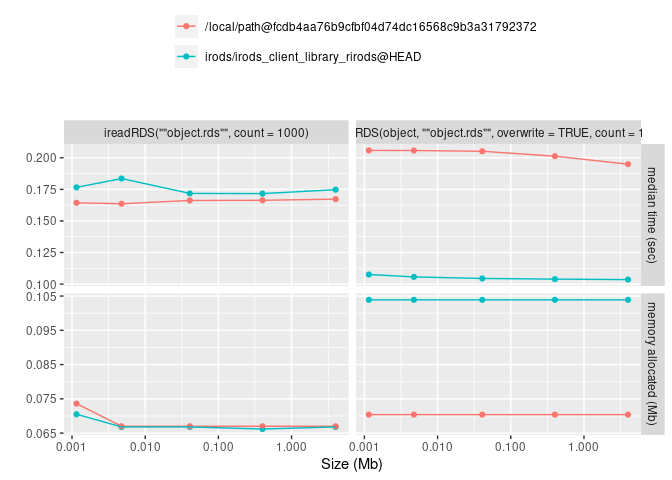 /local/path@fcdb4aa76b9cfbf04d74dc16568c9b3a31792372
irods/irods_client_library_rirods@HEAD
ireadRDS(""object.rds"", count = 1000)
RDS(object, ""object.rds"", overwrite = TRUE, count = 1
0.200
0.175
0.150
0.125
0.100
median time (sec)
0.105
0.095
0.085
0.075
0.065
memory allocated (Mb)
0.001
0.010
0.100
1.000
0.001
0.010
0.100
1.000
Size (Mb)